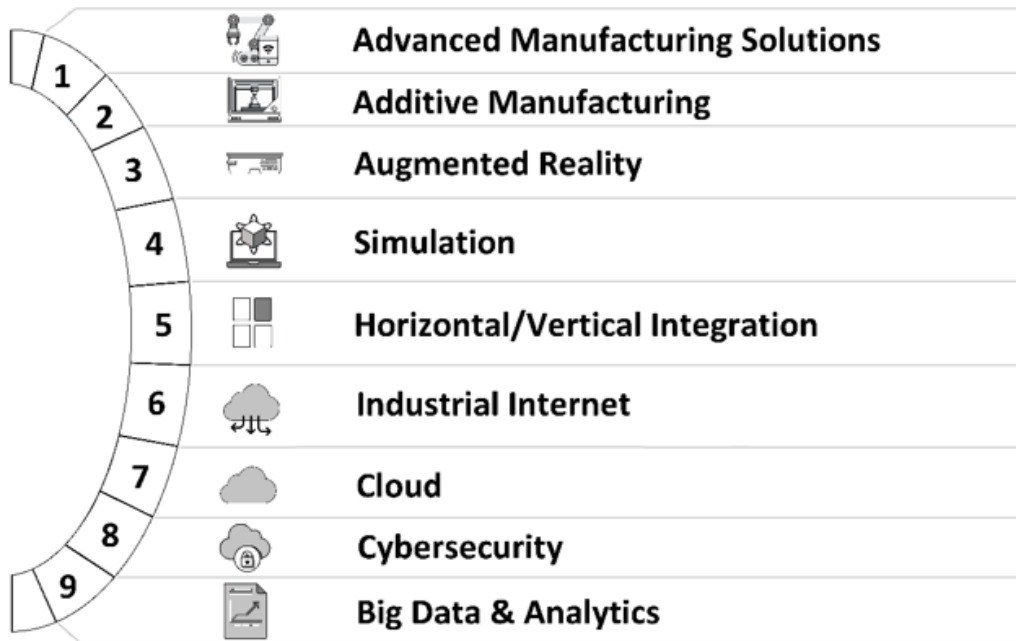 1 Advanced Manufacturing Solutions
2 Additive Manufacturing
3 Augmented Reality
4 Simulation
5 Horizontal/Vertical Integration
6 Industrial Internet
7 Cloud
8 Cybersecurity
9 Big Data & Analytics